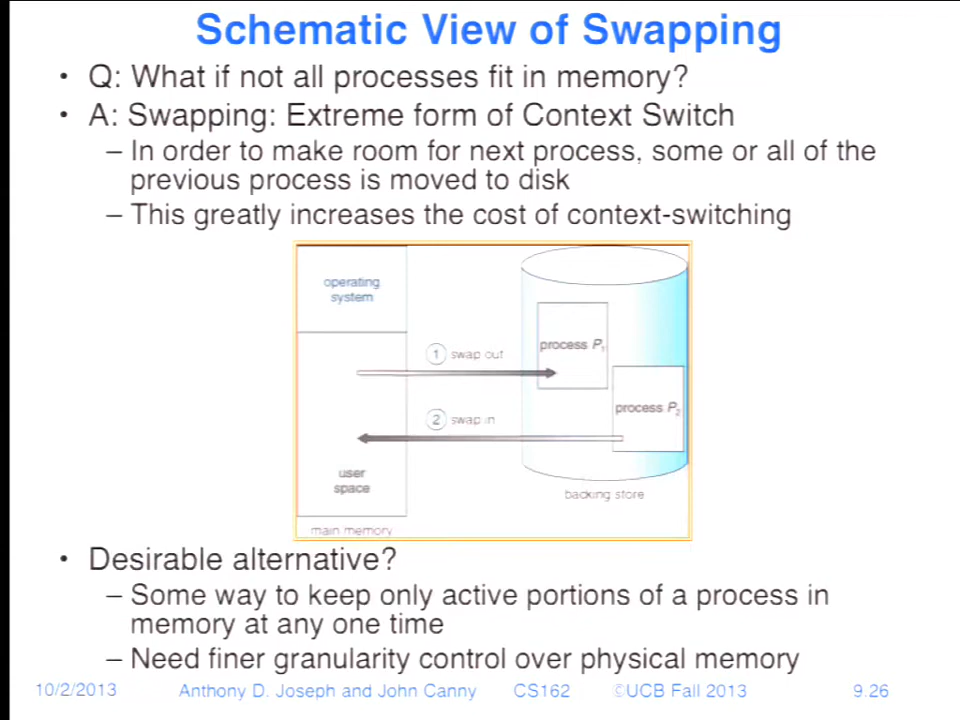 Schematic View of Swapping
• Q: What if not all processes fit in memory?
• A: Swapping: Extreme form of Context Switch
– In order to make room for next process, some or all of the
previous process is moved to disk
– This greatly increases the cost of context-switching
operating
system
1 swap out
process P1
process P2
2 swap in
user
space
backing store
main memory
• Desirable alternative?
– Some way to keep only active portions of a process in
memory at any one time
– Need finer granularity control over physical memory
10/2/2013 Anthony D. Joseph and John Canny CS162 ©UCB Fall 2013 9.26